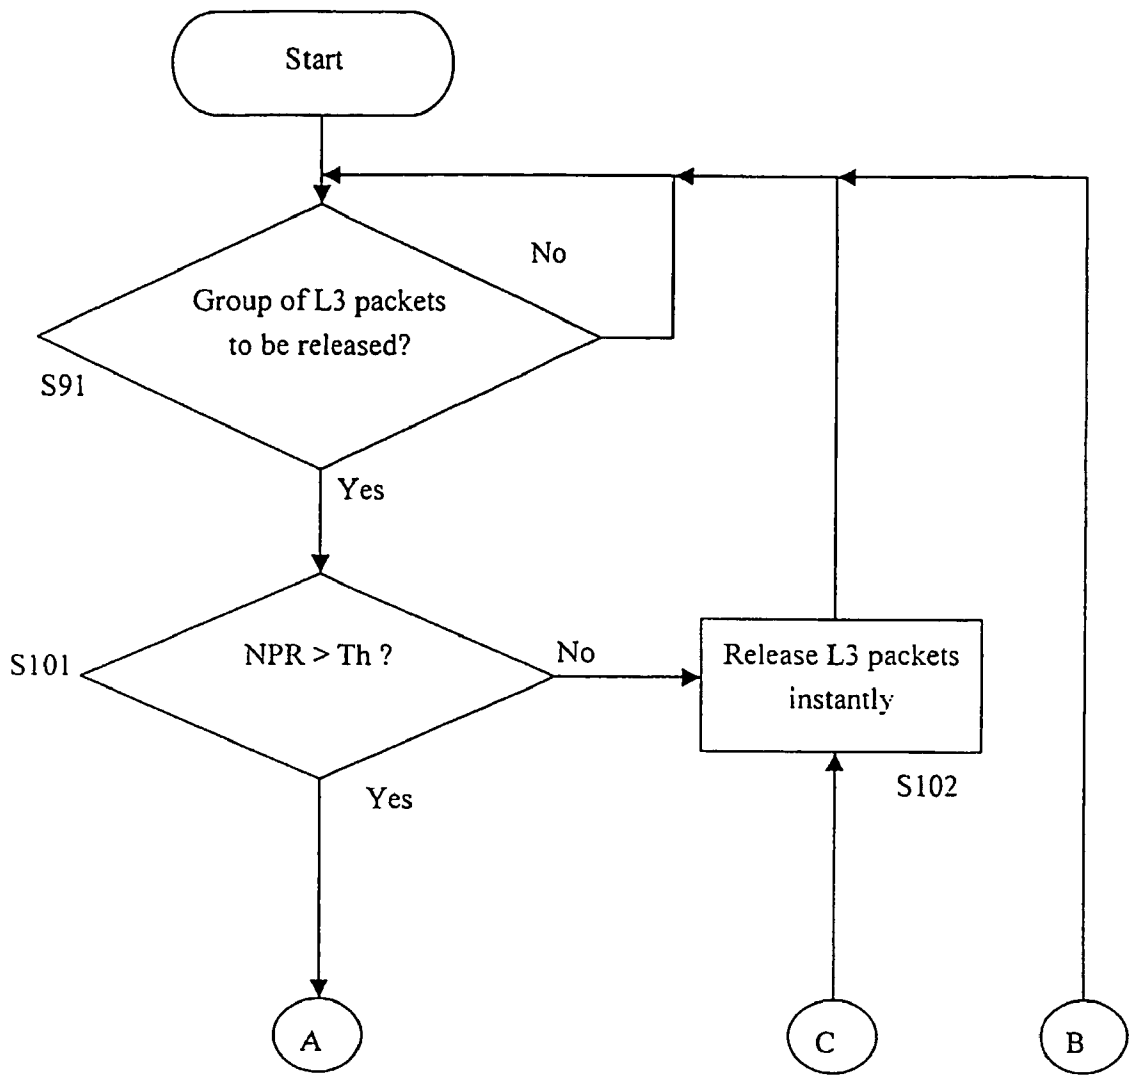 Start
No
Group of L3 packets
to be released?
S91
Yes
NPR > Th ?
S101
No
Release L3 packets
instantly
S102
Yes
A
C
B